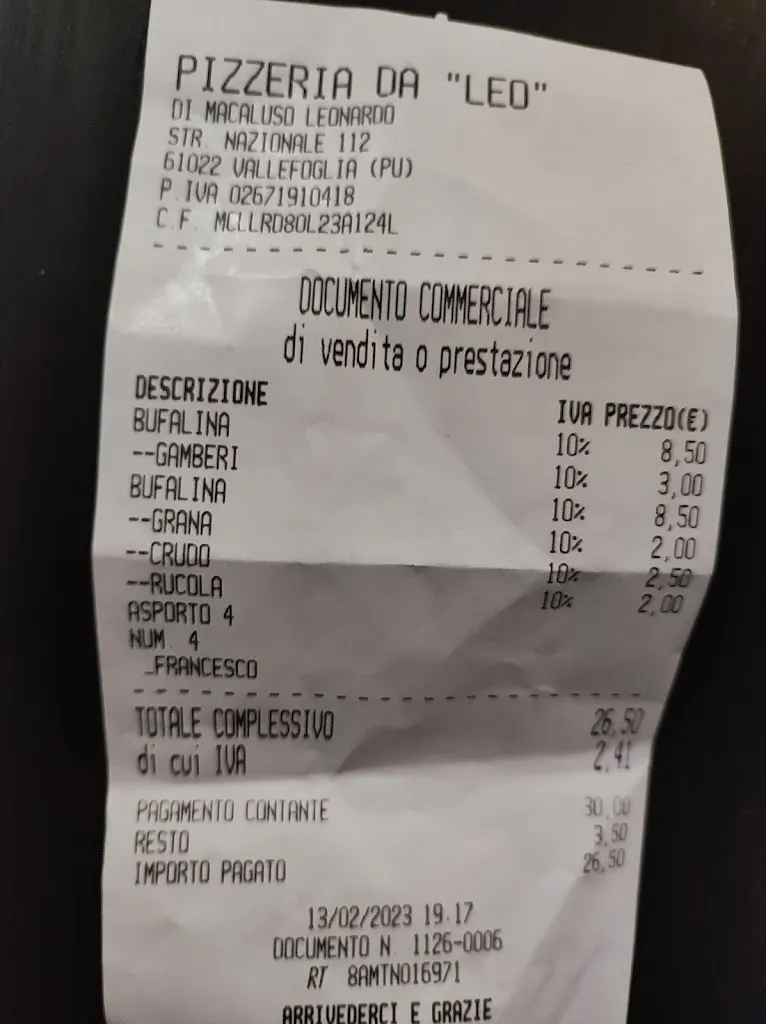 PIZZERIA DA "LEO"
DI MACALUSO LEONARDO
STR. NAZIONALE 112
61022 VALLEFOGLIA (PU)
P.IVA 02671910418
C.F. MCLLRD80L23A124L
DOCUMENTO COMMERCIALE
di vendita o prestazione
DESCRIZIONE IVA PREZZO(€)
BUFALINA 10% 8,50
--GAMBERI 10% 3,00
BUFALINA 10% 8,50
--GRANA 10% 2,00
--CRUDO 10% 2,50
--RUCOLA 10% 2,00
ASPORTO 4
NUM. 4
_FRANCESCO
TOTALE COMPLESSIVO 26,50
di cui IVA 2,41
PAGAMENTO CONTANTE 30,00
RESTO 3,50
IMPORTO PAGATO 26,50
13/02/2023 19.17
DOCUMENTO N. 1126-0006
RT 8AMTN016971
ARRIVEDERCI E GRAZIE